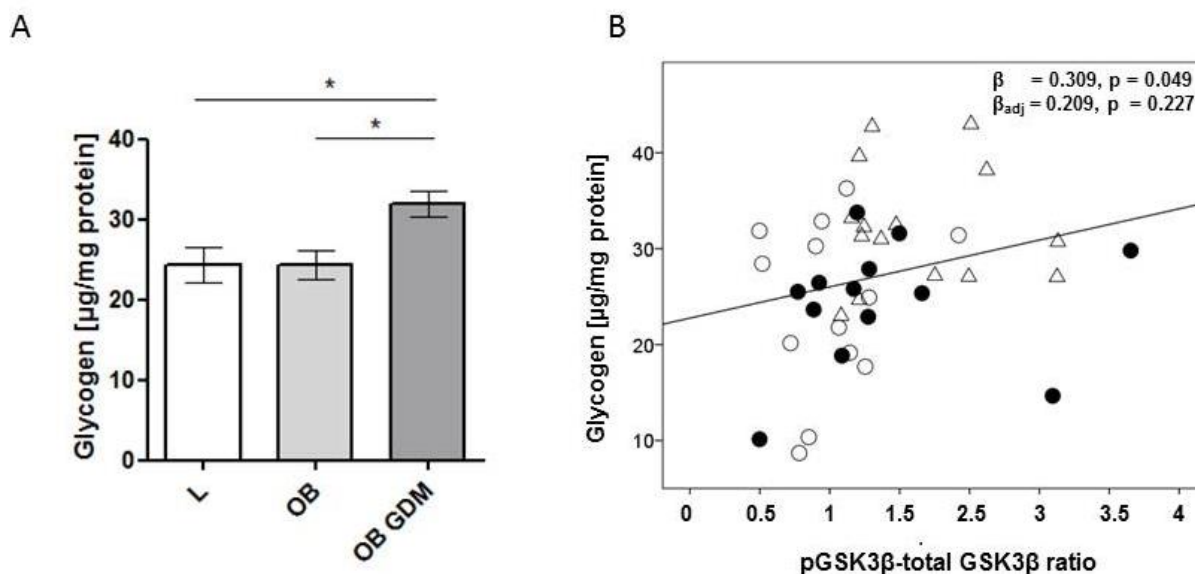 A
*
*
Glycogen [µg/mg protein]
40
30
20
10
0
L
OB
OB GDM
B
β = 0.309, p = 0.049
βadj = 0.209, p = 0.227
Glycogen [µg/mg protein]
40
30
20
10
0 0.5 1 1.5 2 2.5 3 3.5 4
pGSK3β-total GSK3β ratio